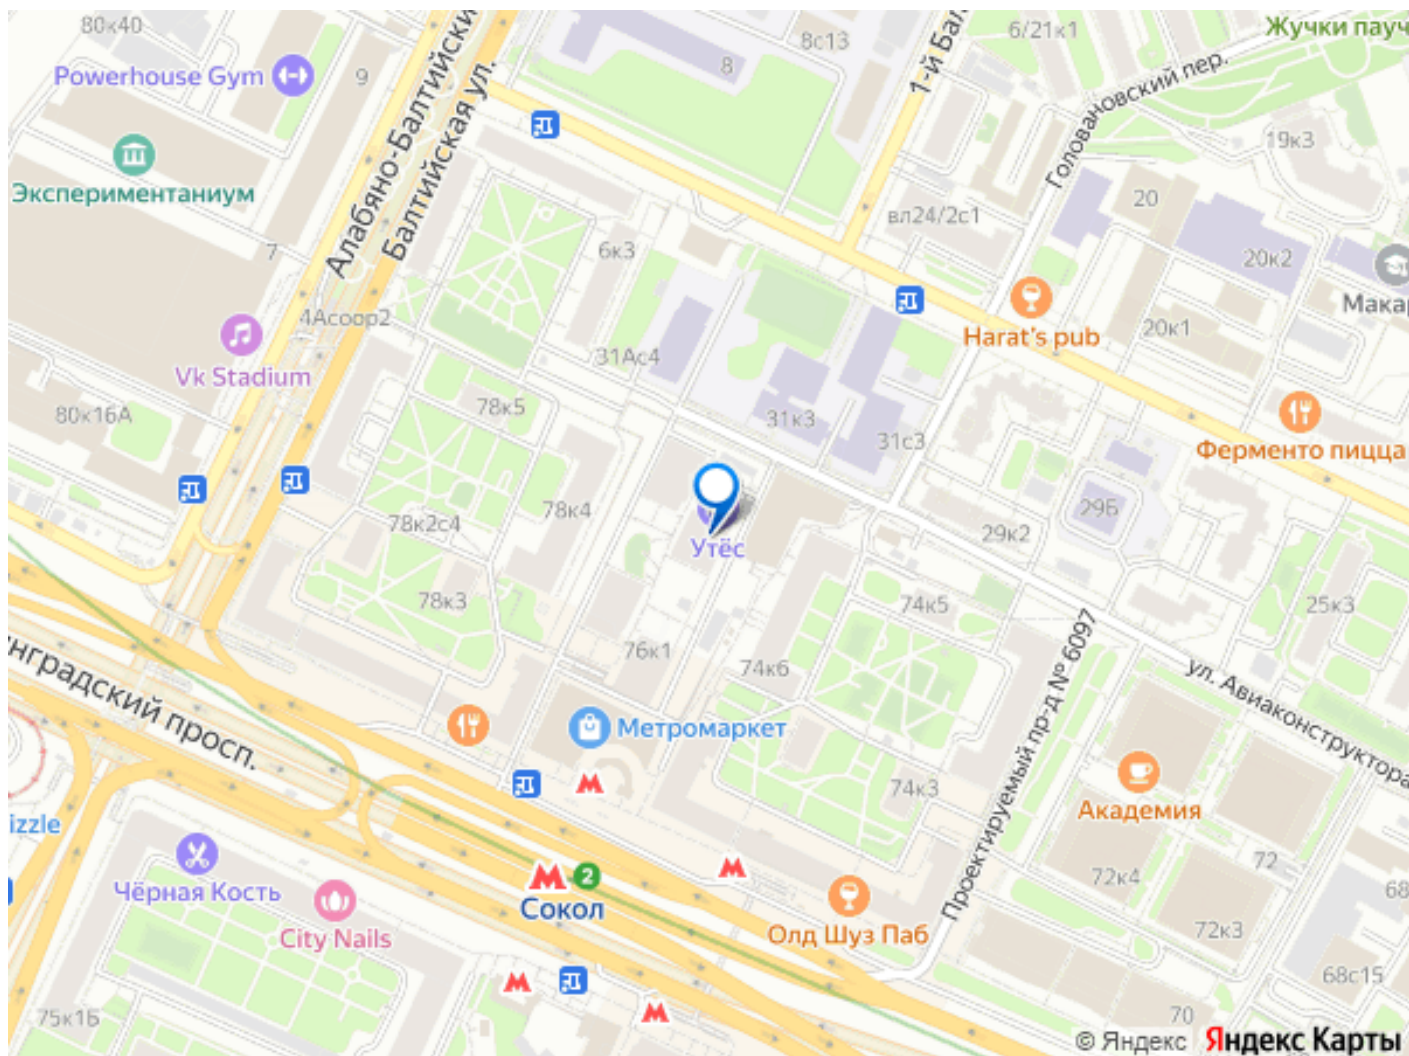 80к40
Powerhouse Gym
9
Экспериментаниум
7
Алабяно-Балтийски
Балтийская ул.
8с13
8
1-й Бал
6/21к1
Жучки пауч
Головановский пер.
19к3
20
вл24/2с1
20к2
6к3
4Асоор2
Макар
Harat's pub
20к1
31Ас4
Vk Stadium
80к16А
78к5
31к3
31с3
Ферменто пицца
78к2с4
78к4
Утёс
29Б
29к2
78к3
74к5
25к3
76к1
74к6
ул. Авиаконструктора
Проектируемый пр-д № 6097
нградский просп.
Метромаркет
74к3
Академия
izzle
72к4
72
68
Чёрная Кость
2
Сокол
City Nails
Олд Шуз Паб
72к3
68с15
75к1Б
70
© Яндекс Яндекс Карты